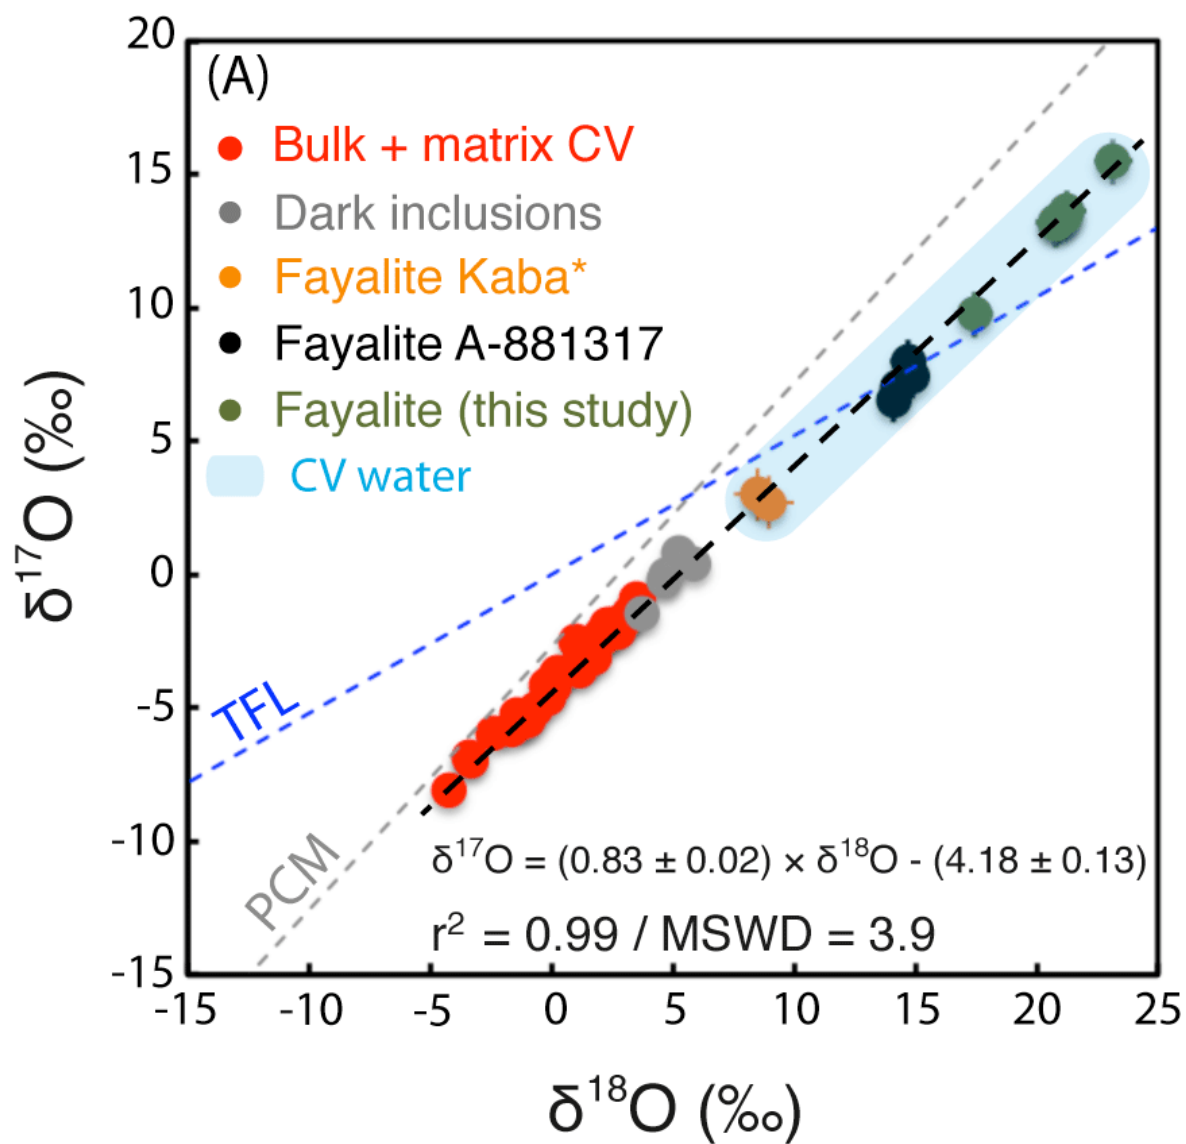 (A)
Bulk + matrix CV
Dark inclusions
Fayalite Kaba*
Fayalite A-881317
Fayalite (this study)
CV water
TFL
PCM
δ¹⁷O = (0.83 ± 0.02) × δ¹⁸O - (4.18 ± 0.13)
r² = 0.99 / MSWD = 3.9
20
15
10
5
0
-5
-10
-15
δ¹⁷O (‰)
-15 -10 -5 0 5 10 15 20 25
δ¹⁸O (‰)